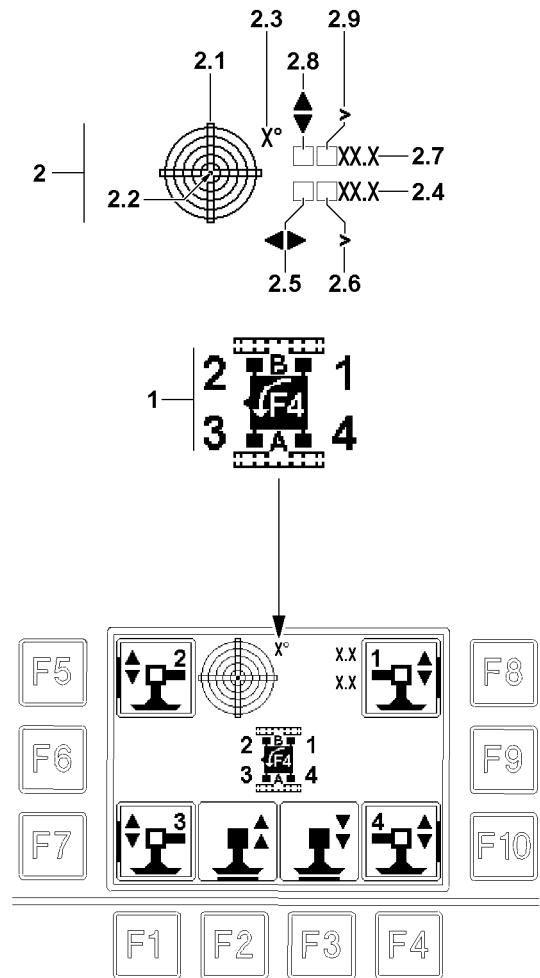 2.3 2.9
2.1 2.8
X° >
XX.X 2.7
2
2.2 XX.X 2.4
>
2.5 2.6
2 B 1
1 F4
3 A 4
X°
F5 2 X.X 1 F8
X.X
2 B 1
F6 F4 F9
3 A 4
F7 3 4 F10
F1 F2 F3 F4